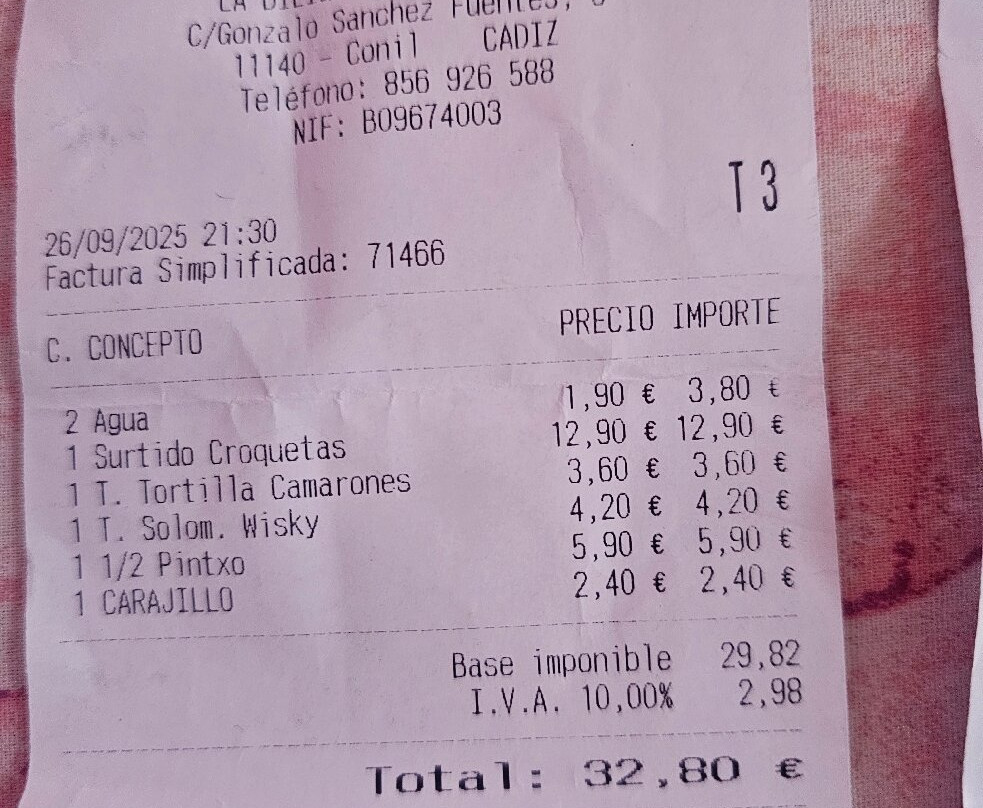 C/Gonzalo Sanchez Fuentes,
11140 - Conil CADIZ
Teléfono: 856 926 588
NIF: B09674003
T 3
26/09/2025 21:30
Factura Simplificada: 71466
C. CONCEPTO PRECIO IMPORTE
2 Agua 1,90 € 3,80 €
1 Surtido Croquetas 12,90 € 12,90 €
1 T. Tortilla Camarones 3,60 € 3,60 €
1 T. Solom. Wisky 4,20 € 4,20 €
1 1/2 Pintxo 5,90 € 5,90 €
1 CARAJILLO 2,40 € 2,40 €
Base imponible 29,82
I.V.A. 10,00% 2,98
Total: 32,80 €